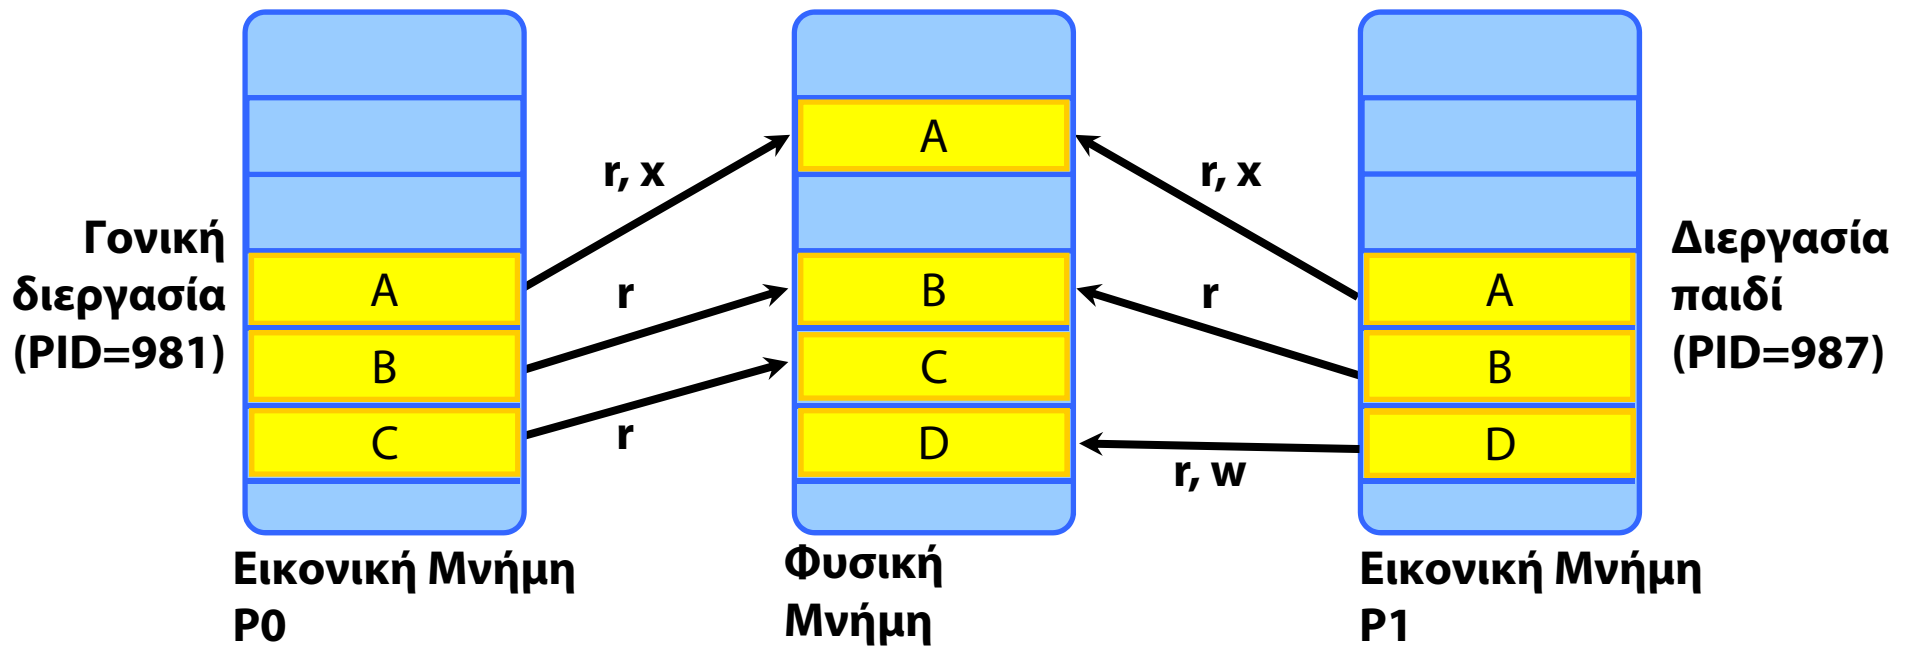 Γονική
διεργασία
(PID=981)
A
B
C
r, x
r
r
A
B
C
D
r, x
r
r, w
A
B
D
Διεργασία
παιδί
(PID=987)
Εικονική Μνήμη
P0
Φυσική
Μνήμη
Εικονική Μνήμη
P1